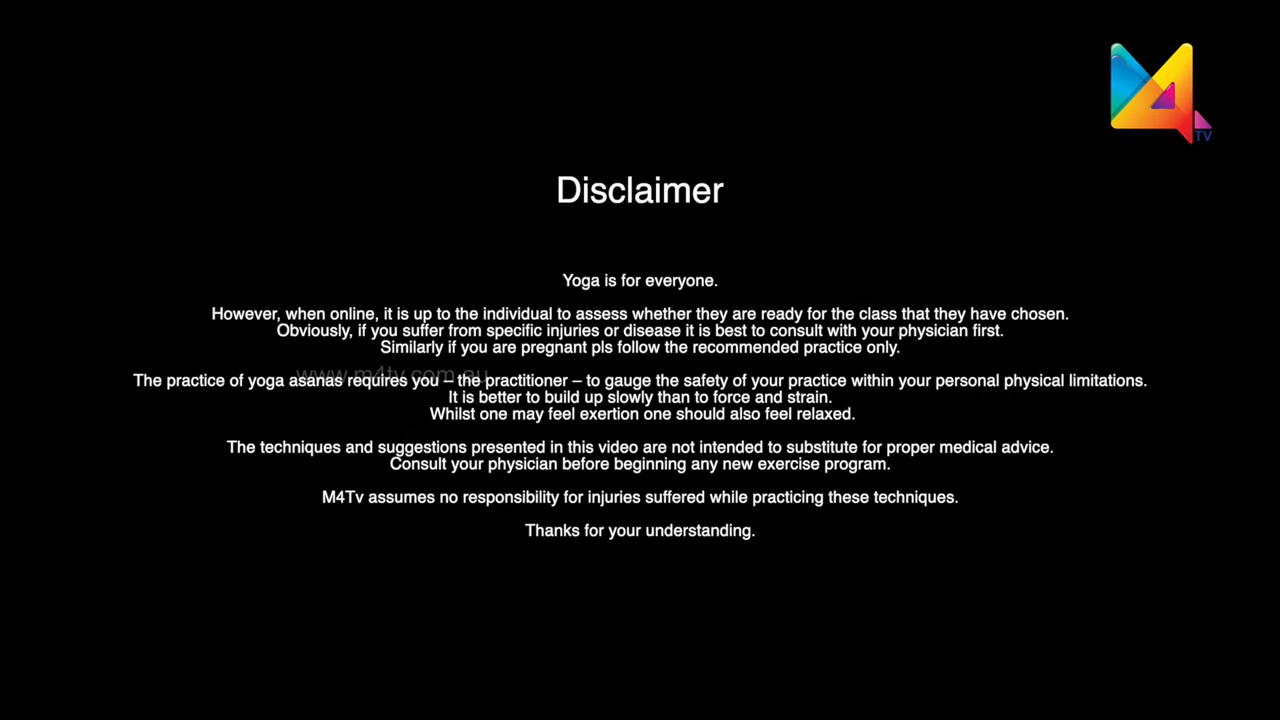 M4
TV
Disclaimer
Yoga is for everyone.
However, when online, it is up to the individual to assess whether they are ready for the class that they have chosen.
Obviously, if you suffer from specific injuries or disease it is best to consult with your physician first.
Similarly if you are pregnant pls follow the recommended practice only.
www.m4tv.com.au
The practice of yoga asanas requires you – the practitioner – to gauge the safety of your practice within your personal physical limitations.
It is better to build up slowly than to force and strain.
Whilst one may feel exertion one should also feel relaxed.
The techniques and suggestions presented in this video are not intended to substitute for proper medical advice.
Consult your physician before beginning any new exercise program.
M4Tv assumes no responsibility for injuries suffered while practicing these techniques.
Thanks for your understanding.